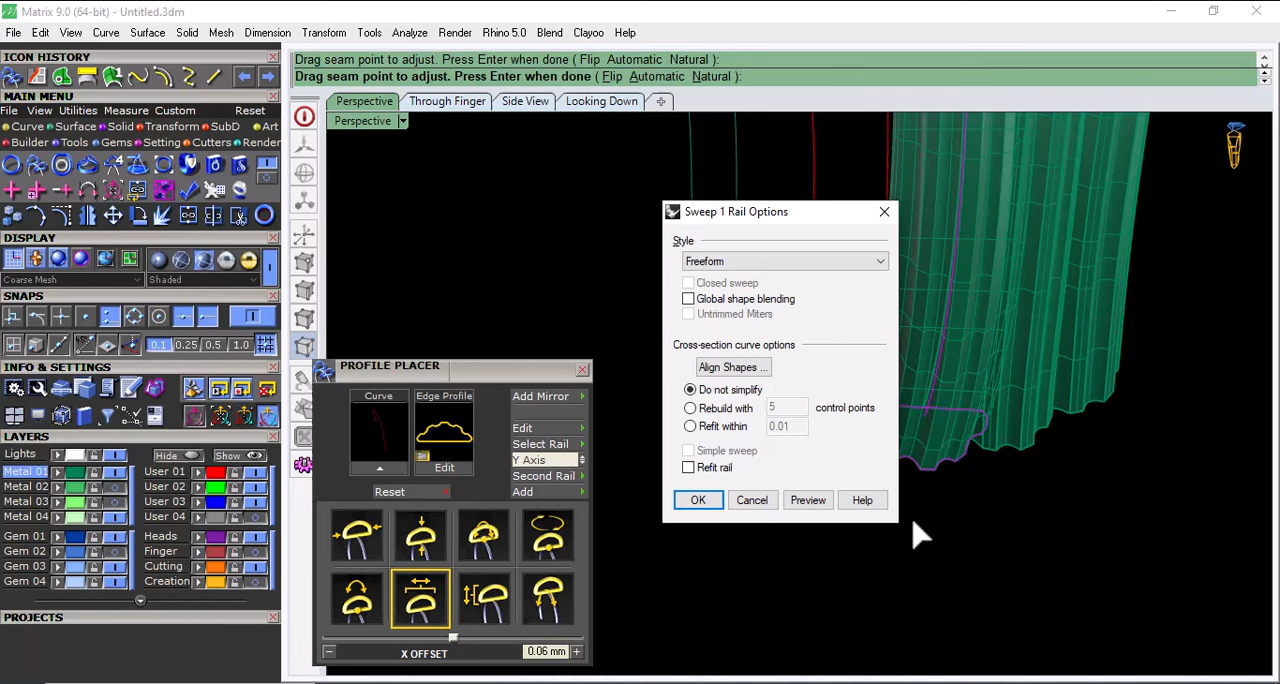 Matrix 9.0 (64-bit) - Untitled.3dm
File Edit View Curve Surface Solid Mesh Dimension Transform Tools Analyze Render Rhino 5.0 Blend Clayoo Help
ICON HISTORY
MAIN MENU
File View Utilities Measure Custom Reset
Curve Surface Solid Transform SubD Art
Builder Tools Gems Setting Cutters Render
DISPLAY
Coarse Mesh Shaded
SNAPS
0.1 0.25 0.5 1.0
INFO & SETTINGS
LAYERS
Lights Hide Show
Metal 01 User 01
Metal 02 User 02
Metal 03 User 03
Metal 04 User 04
Gem 01 Heads
Gem 02 Finger
Gem 03 Cutting
Gem 04 Creation
PROJECTS
Drag seam point to adjust. Press Enter when done ( Flip Automatic Natural ):
Drag seam point to adjust. Press Enter when done ( Flip Automatic Natural ):
Perspective Through Finger Side View Looking Down
Perspective
PROFILE PLACER
Curve Edge Profile Add Mirror
Edit
Select Rail
Y Axis
Edit Second Rail
Reset Add
X OFFSET 0.06 mm
Sweep 1 Rail Options
Style
Freeform
Closed sweep
Global shape blending
Untrimmed Miters
Cross-section curve options
Align Shapes ...
Do not simplify
Rebuild with 5 control points
Refit within 0.01
Simple sweep
Refit rail
OK Cancel Preview Help